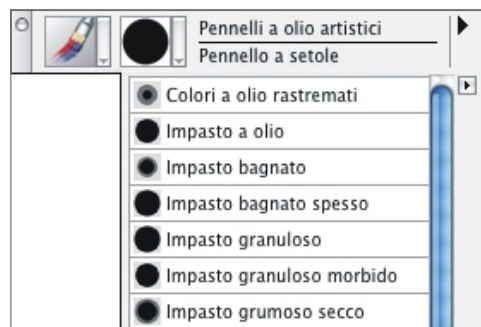 Pennelli a olio artistici
Pennello a setole
Colori a olio rastremati
Impasto a olio
Impasto bagnato
Impasto bagnato spesso
Impasto granuloso
Impasto granuloso morbido
Impasto grumoso secco